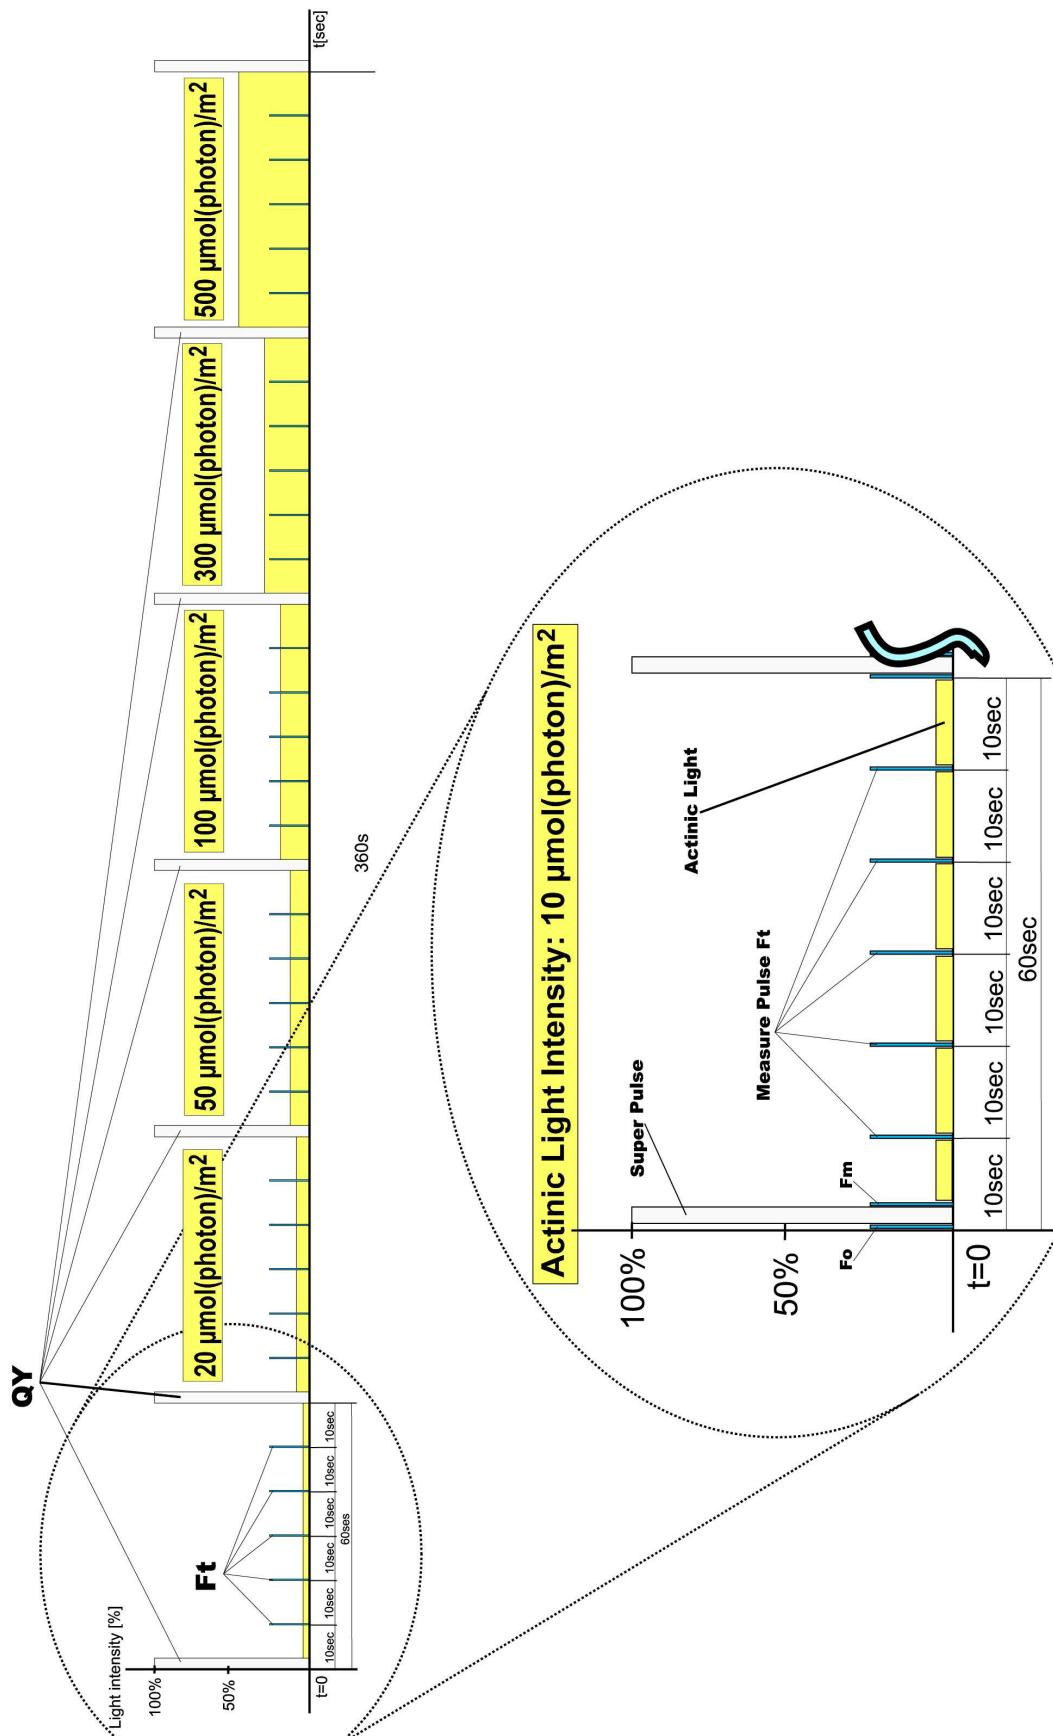 QY
Light intensity [%]
100%
50%
t=0
Ft
20 µmol(photon)/m²
50 µmol(photon)/m²
100 µmol(photon)/m²
300 µmol(photon)/m²
500 µmol(photon)/m²
t[sec]
10sec
10sec
10sec
10sec
10sec
10sec
60ses
360s
Actinic Light Intensity: 10 µmol(photon)/m²
100%
50%
Super Pulse
Measure Pulse Ft
Actinic Light
Fo
Fm
t=0
10sec
10sec
10sec
10sec
10sec
10sec
60sec